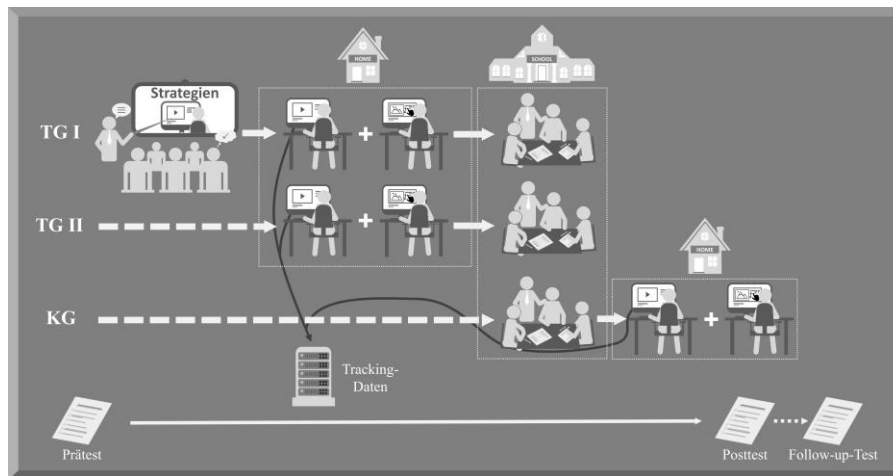 HOME
SCHOOL
Strategien
TG I
TG II
HOME
KG
Tracking-
Daten
Prätest
Posttest
Follow-up-Test